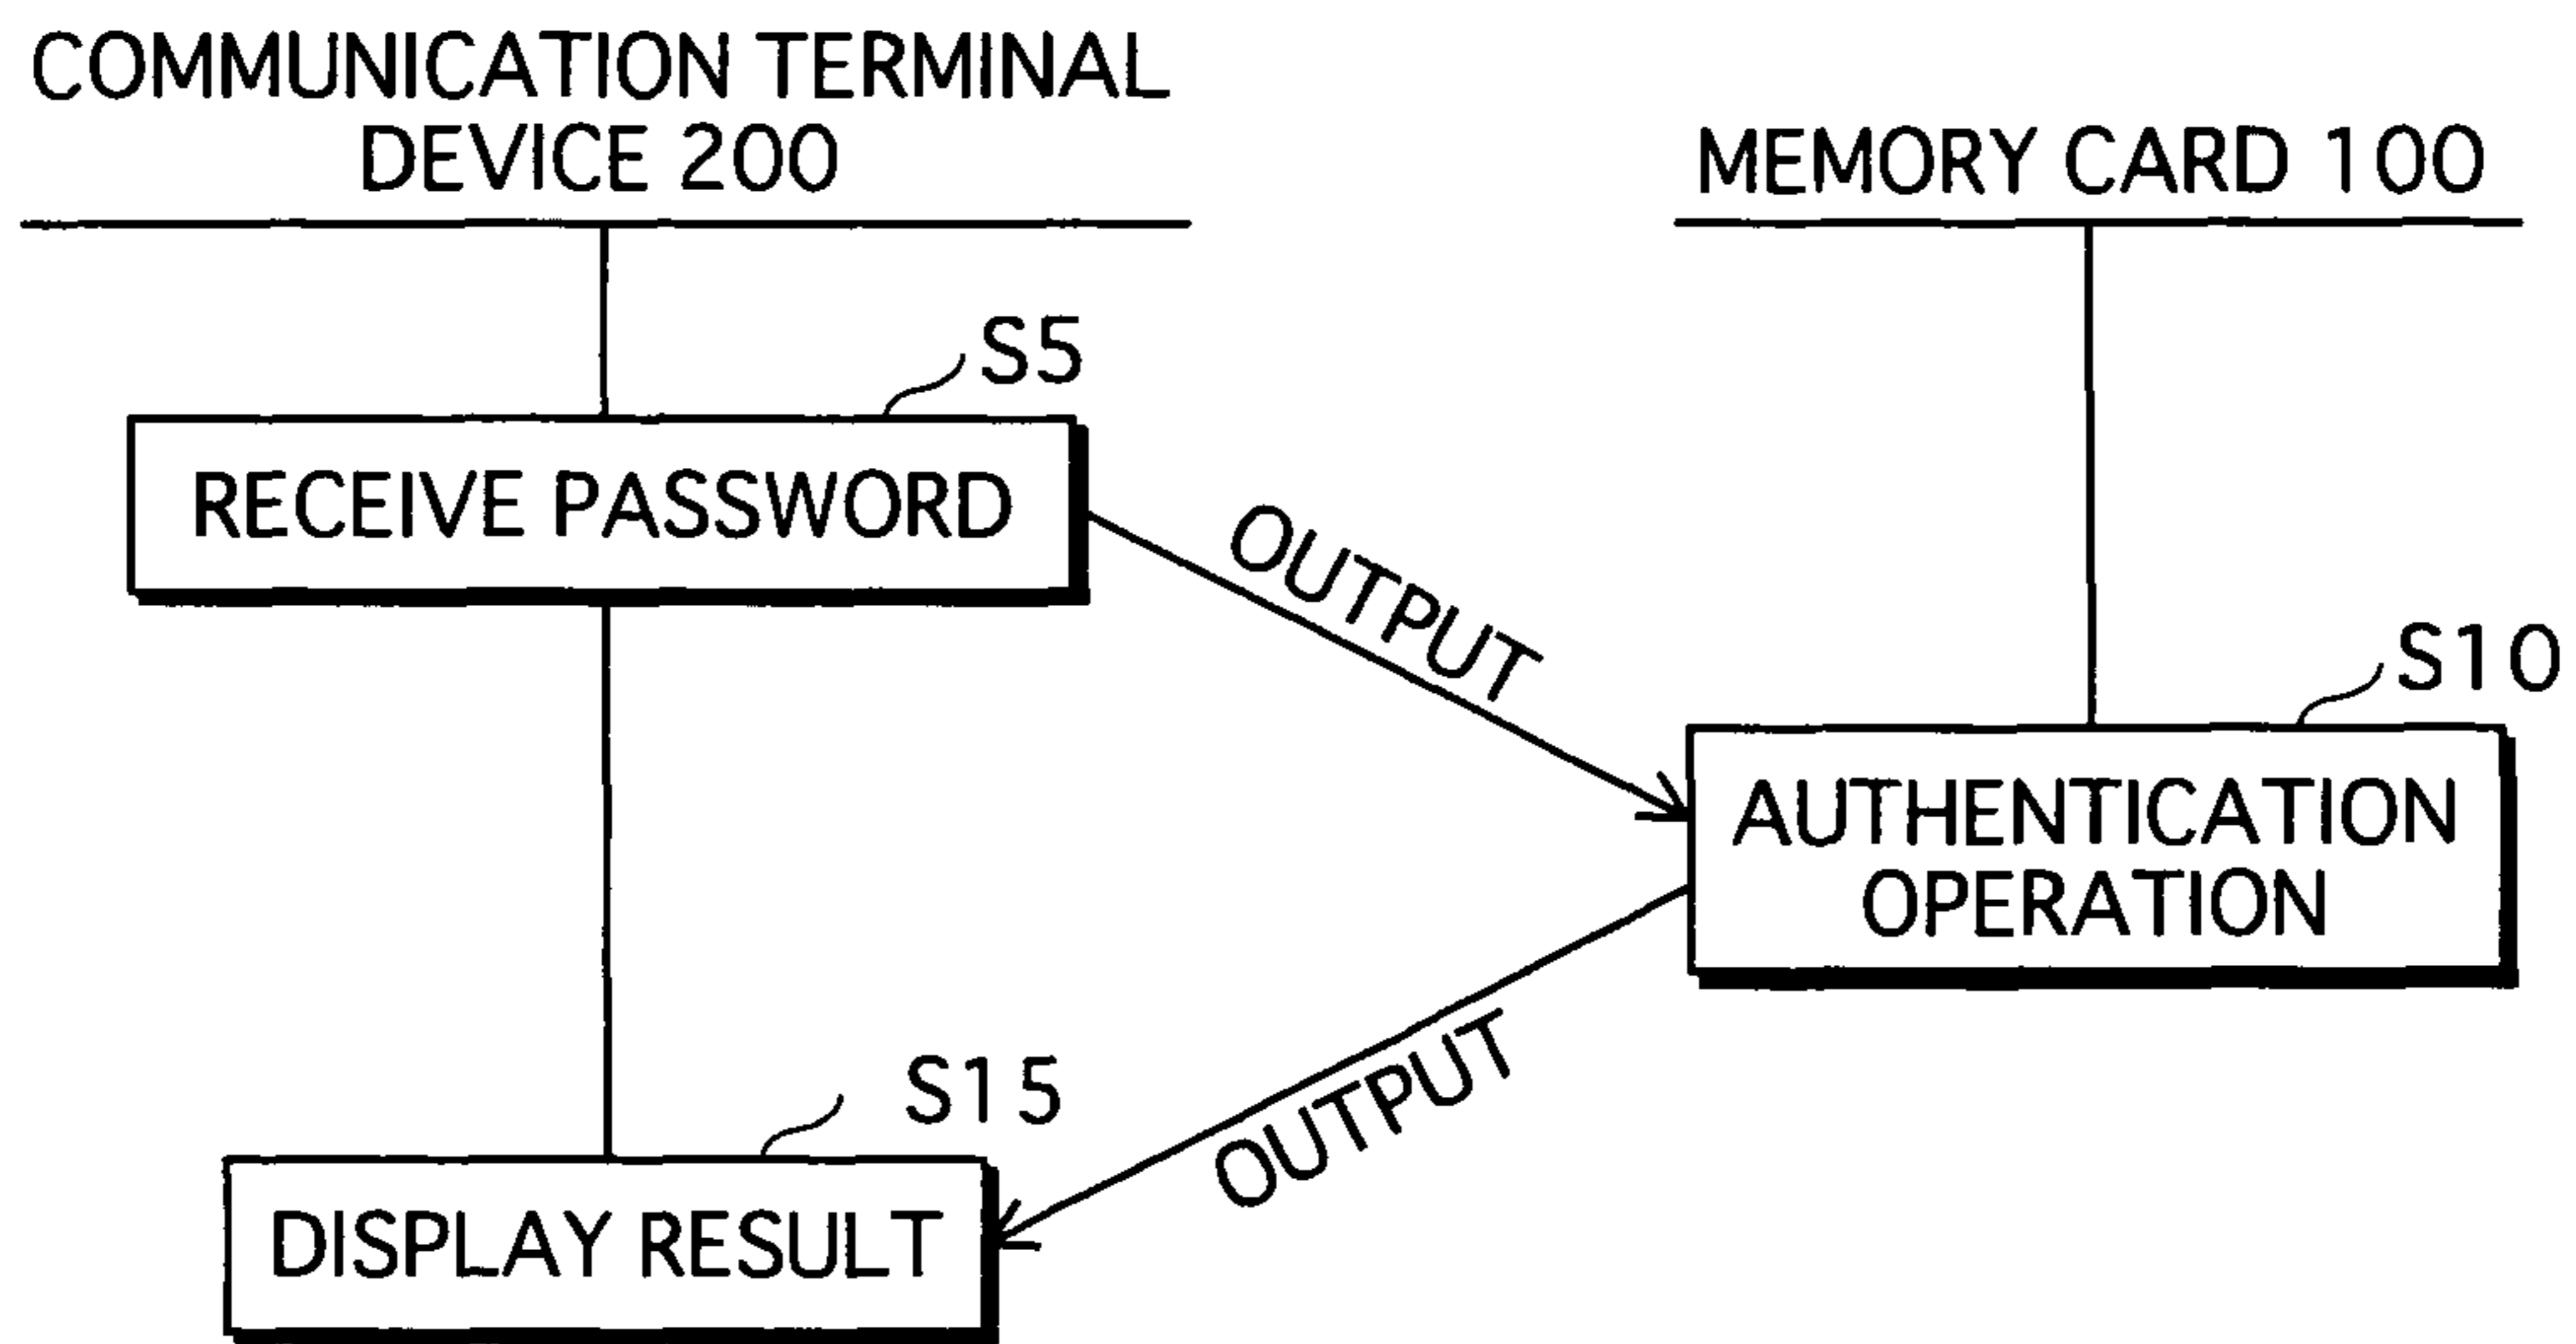 COMMUNICATION TERMINAL
DEVICE 200
MEMORY CARD 100
S5
RECEIVE PASSWORD
OUTPUT
S10
AUTHENTICATION
OPERATION
OUTPUT
S15
DISPLAY RESULT